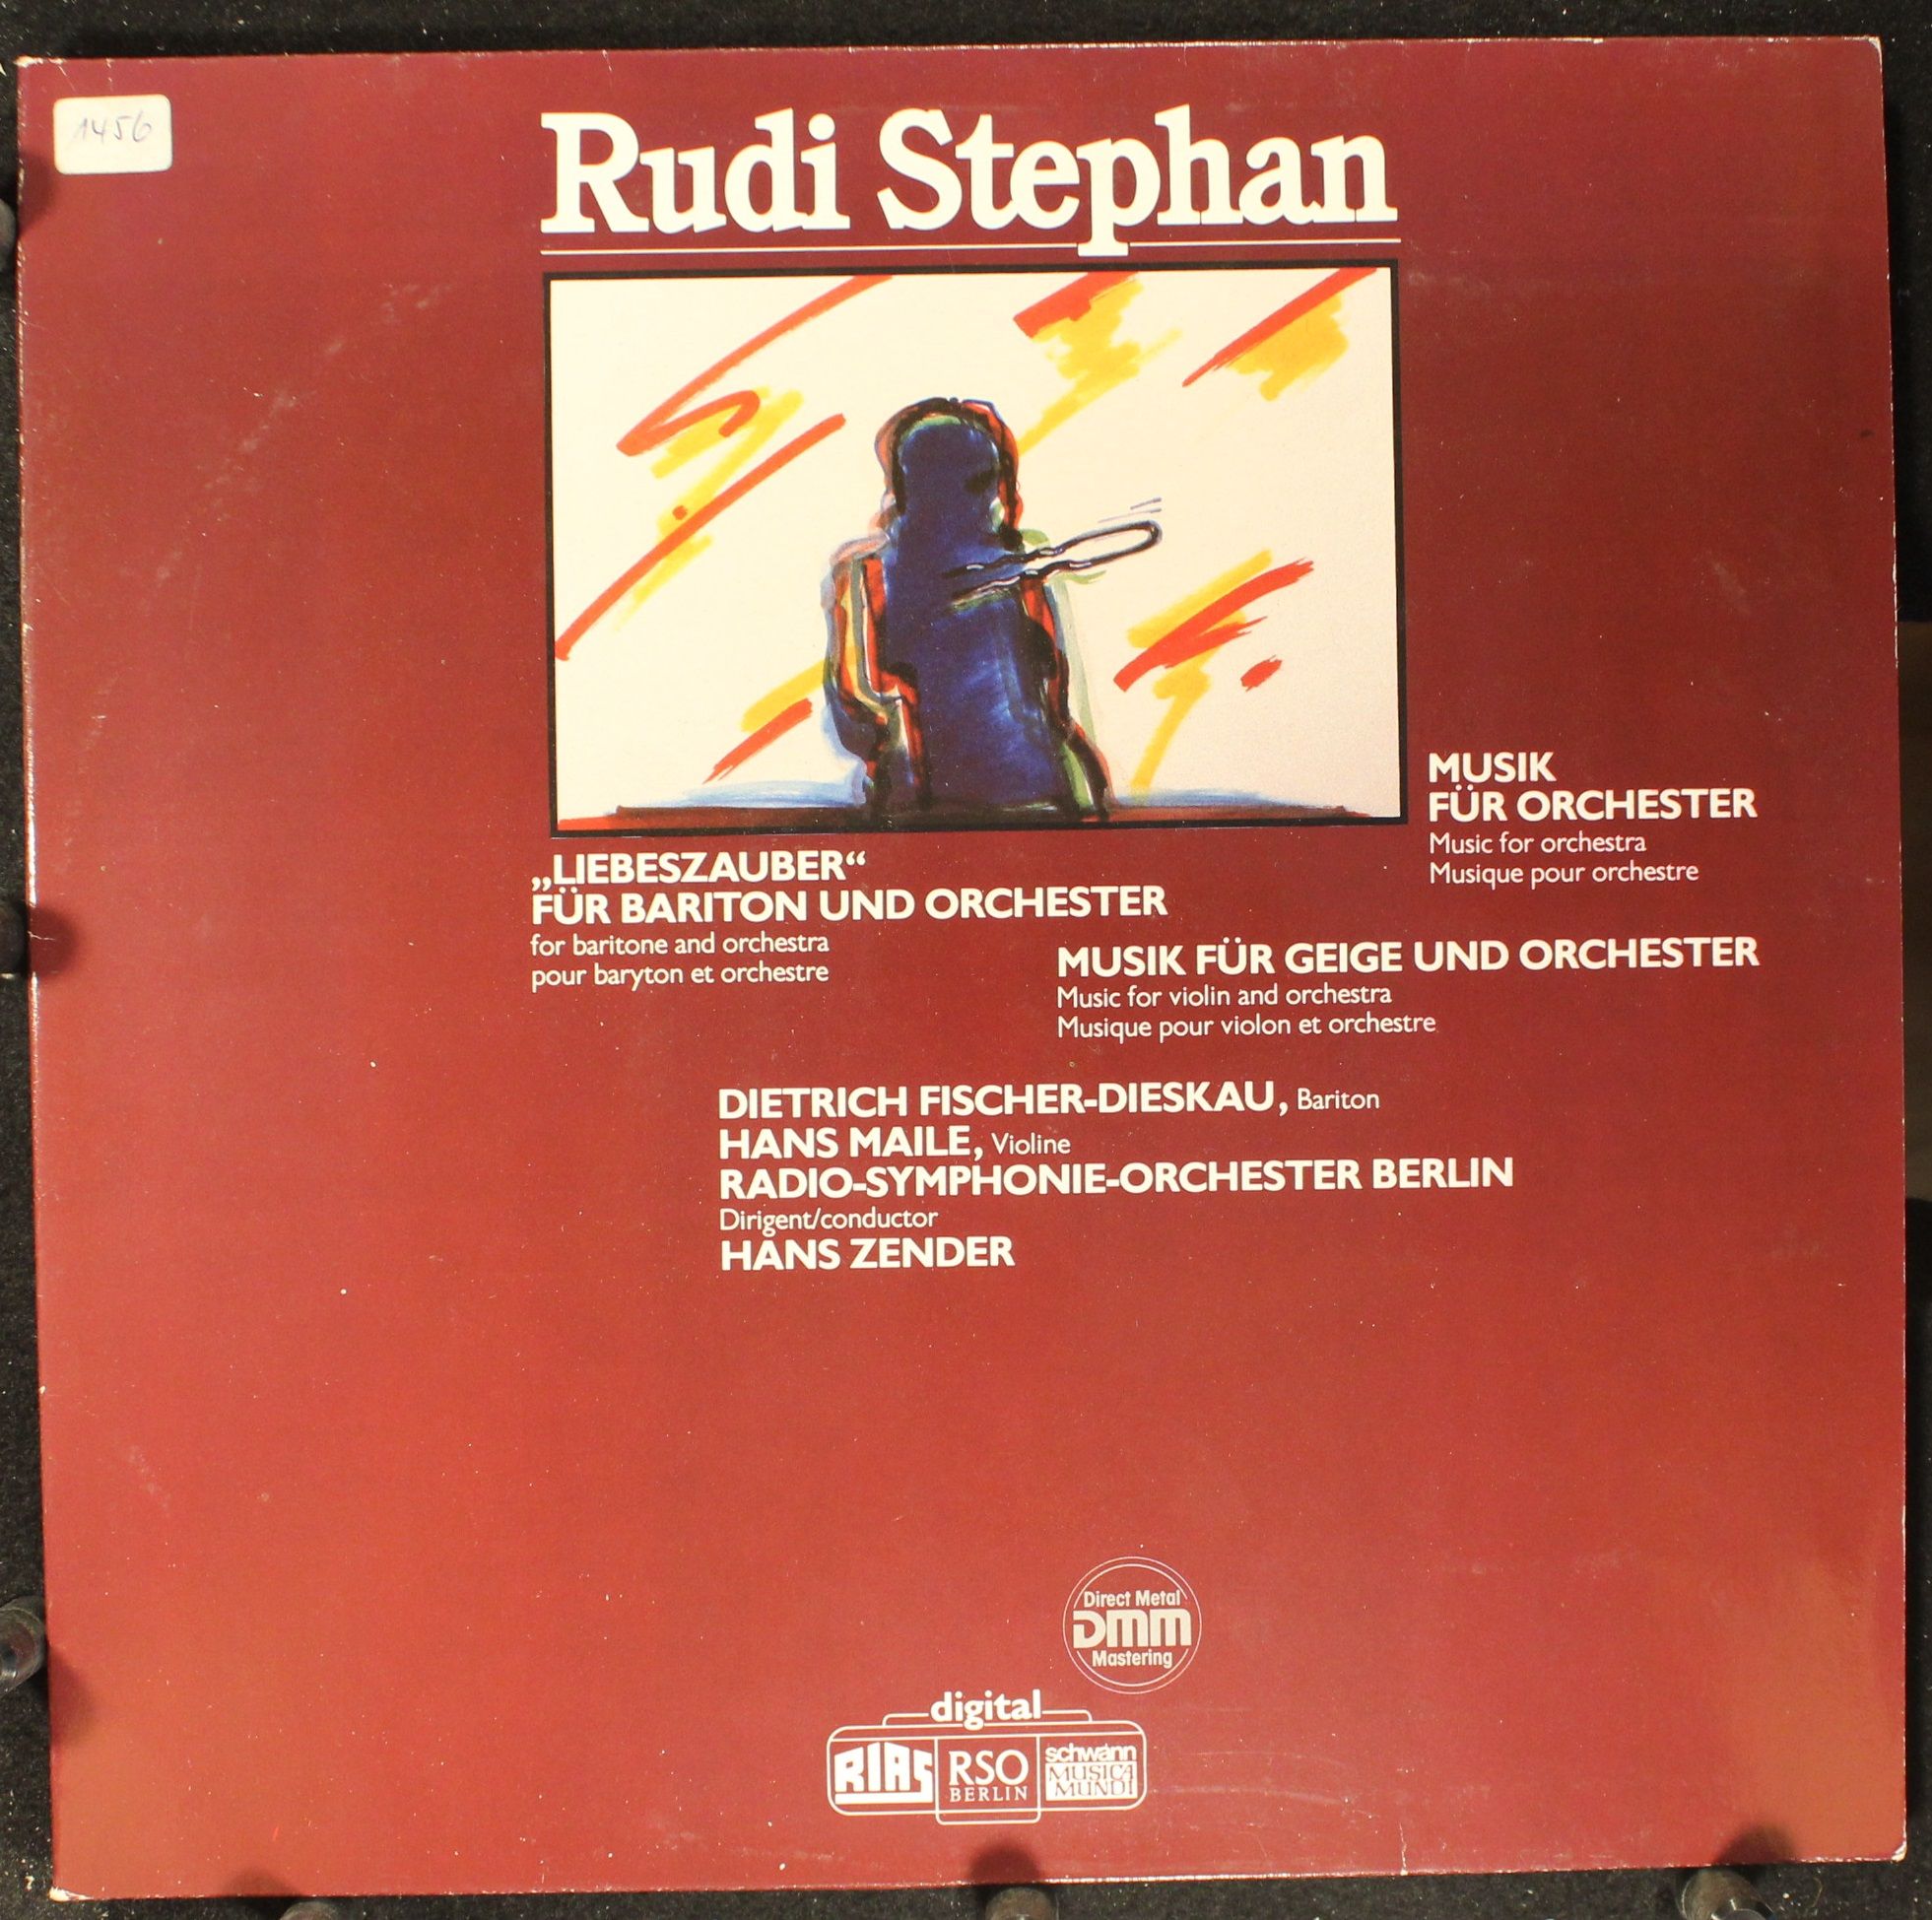 1456
Rudi Stephan
MUSIK
FÜR ORCHESTER
Music for orchestra
Musique pour orchestre
„LIEBESZAUBER“
FÜR BARITON UND ORCHESTER
for baritone and orchestra
pour baryton et orchestre
MUSIK FÜR GEIGE UND ORCHESTER
Music for violin and orchestra
Musique pour violon et orchestre
DIETRICH FISCHER-DIESKAU, Bariton
HANS MAILE, Violine
RADIO-SYMPHONIE-ORCHESTER BERLIN
Dirigent/conductor
HANS ZENDER
Direct Metal
DMM
Mastering
digital
RIAS
RSO
BERLIN
schwann
MUSICA
MUNDI